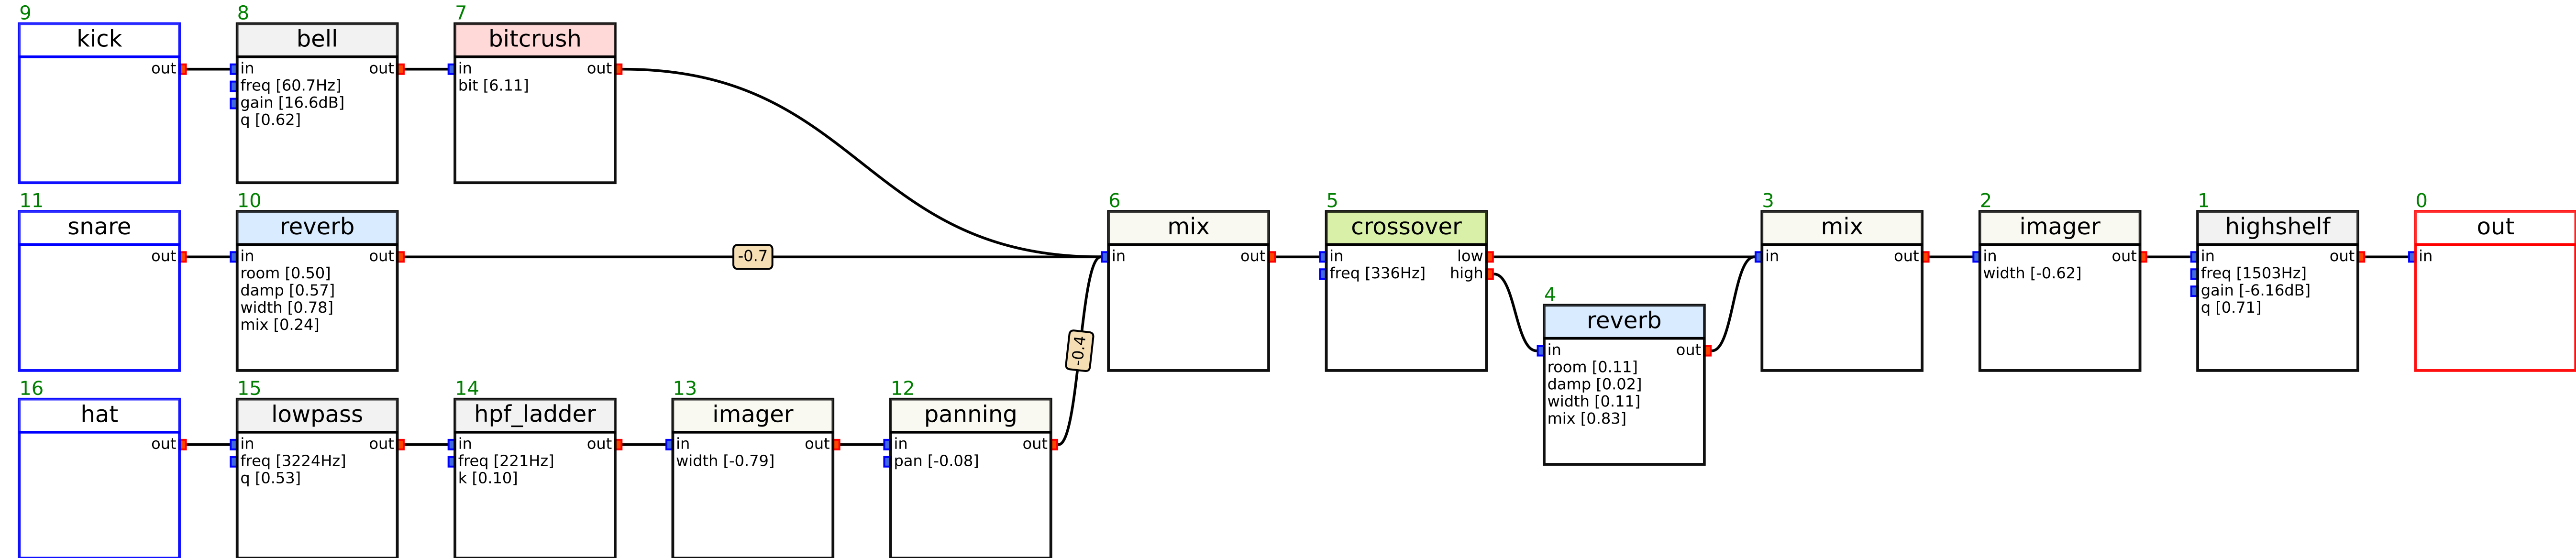 9
kick
out
8
bell
in out
freq [60.7Hz]
gain [16.6dB]
q [0.62]
7
bitcrush
in out
bit [6.11]
11
snare
out
10
reverb
in out
room [0.50]
damp [0.57]
width [0.78]
mix [0.24]
-0.7
16
hat
out
15
lowpass
in out
freq [3224Hz]
q [0.53]
14
hpf_ladder
in out
freq [221Hz]
k [0.10]
13
imager
in out
width [-0.79]
12
panning
in out
pan [-0.08]
-0.4
6
mix
in out
5
crossover
in low
freq [336Hz] high
4
reverb
in out
room [0.11]
damp [0.02]
width [0.11]
mix [0.83]
3
mix
in out
2
imager
in out
width [-0.62]
1
highshelf
in out
freq [1503Hz]
gain [-6.16dB]
q [0.71]
0
out
in